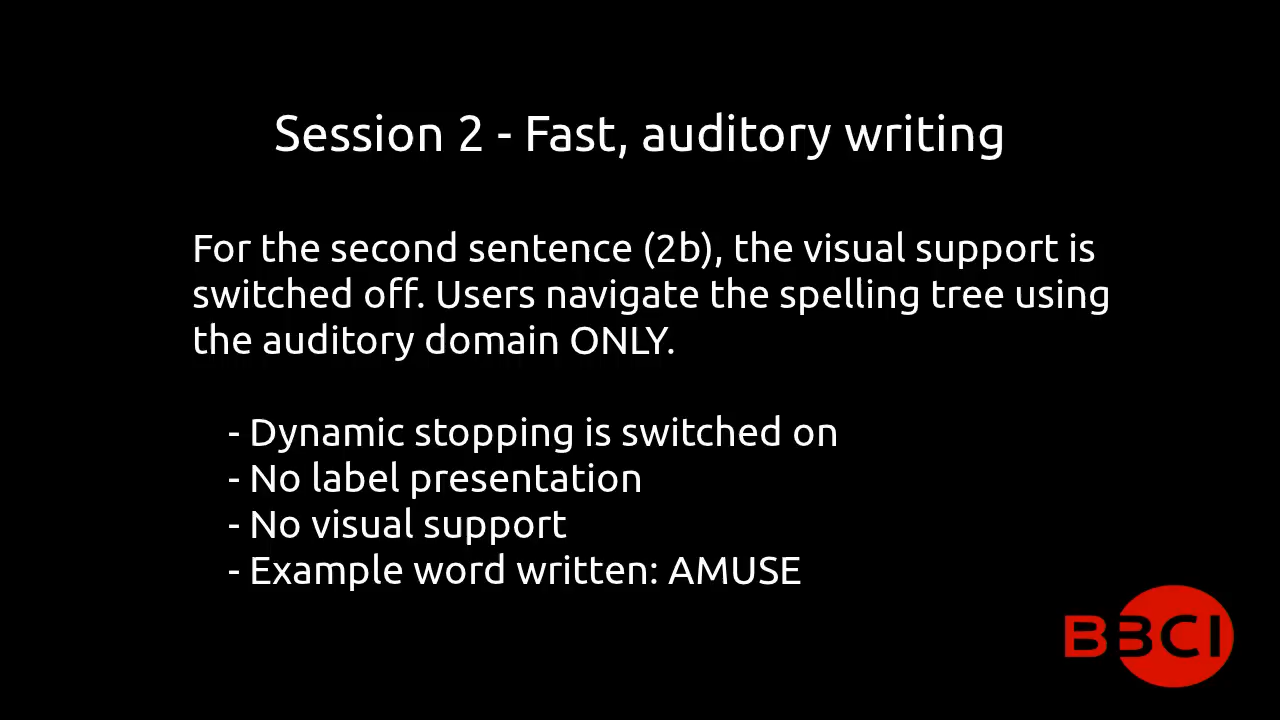 Session 2 - Fast, auditory writing
For the second sentence (2b), the visual support is
switched off. Users navigate the spelling tree using
the auditory domain ONLY.
- Dynamic stopping is switched on
- No label presentation
- No visual support
- Example word written: AMUSE
BBCI